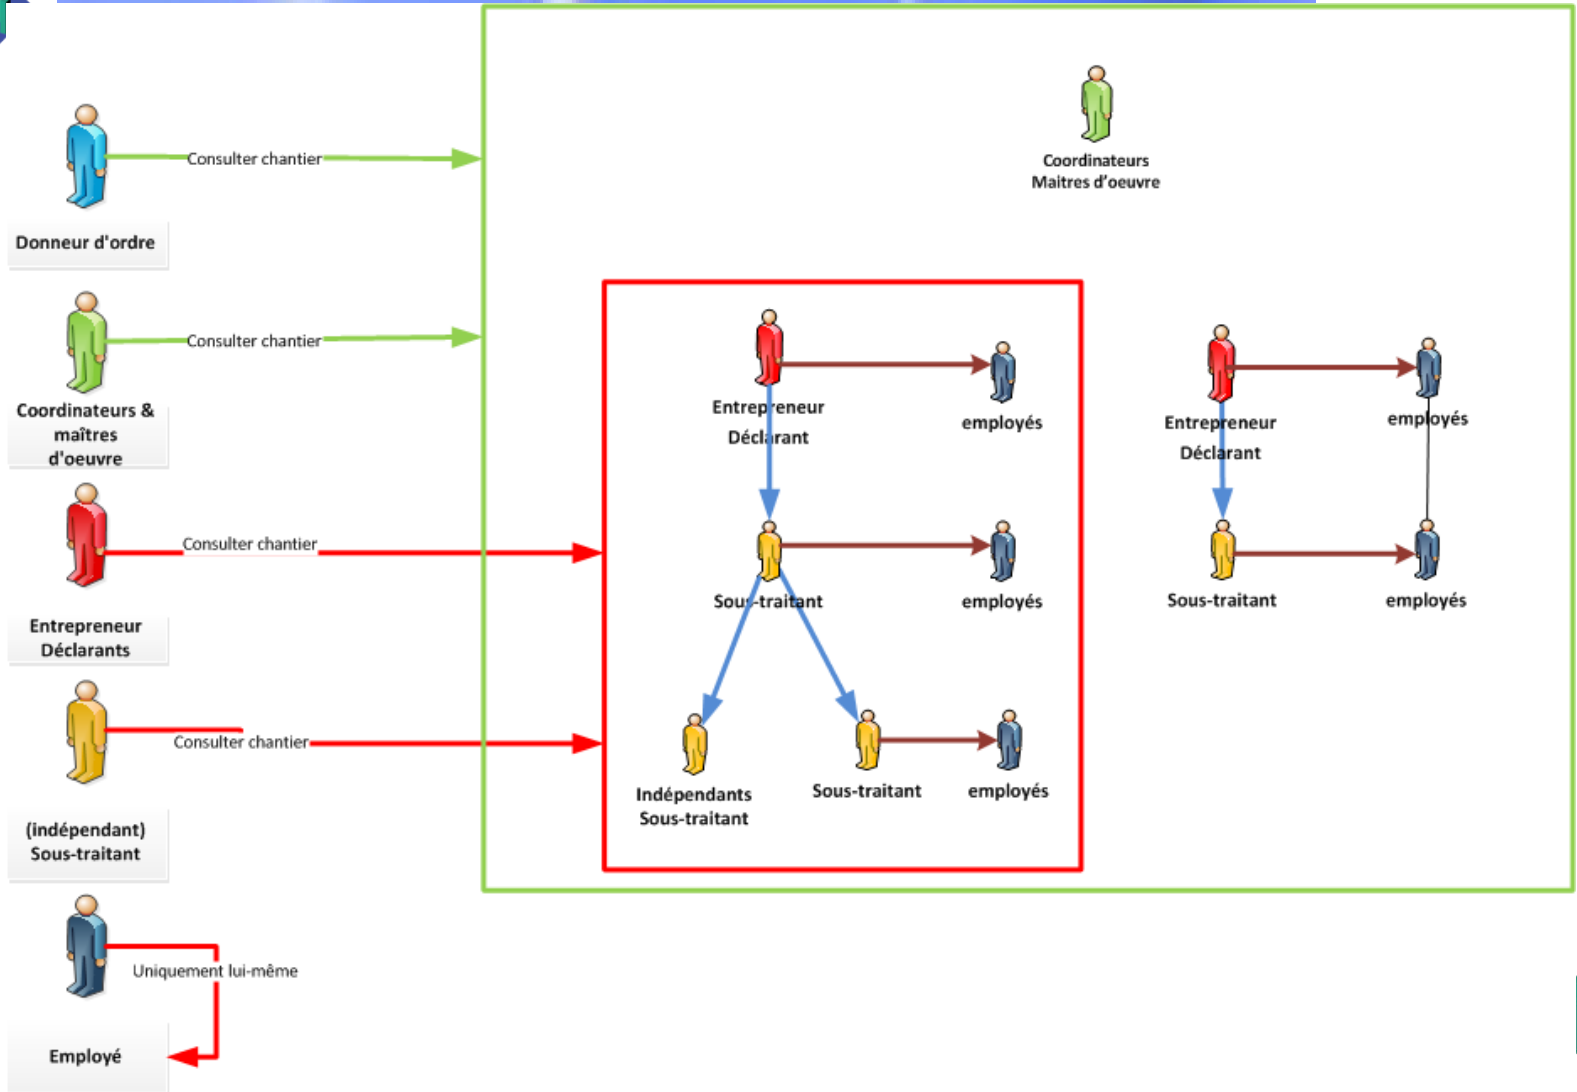 Consulter chantier
Donneur d'ordre
Consulter chantier
Coordinateurs &
maîtres
d'oeuvre
Consulter chantier
Entrepreneur
Déclarants
Consulter chantier
(indépendant)
Sous-traitant
Uniquement lui-même
Employé
Coordinateurs
Maitres d'oeuvre
Entrepreneur
Déclarant
employés
Sous-traitant
employés
Indépendants
Sous-traitant
Sous-traitant
employés
Entrepreneur
Déclarant
employés
Sous-traitant
employés